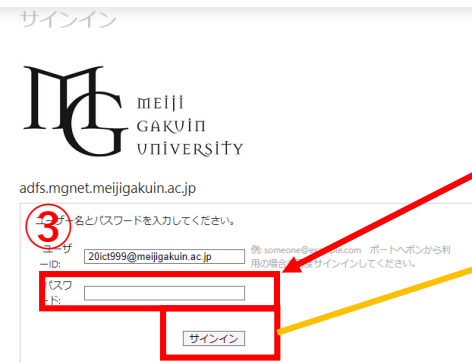 サインイン
MEIJI
GAKUIN
UNIVERSITY
adfs.mgnet.meijigakuin.ac.jp
③
ユーザー名とパスワードを入力してください。
ユーザ
ーID:
20ict999@meijigakuin.ac.jp
例: someone@example.com ポートヘボンから利
用の場合 サインインしてください。
パスワ
ード:
サインイン